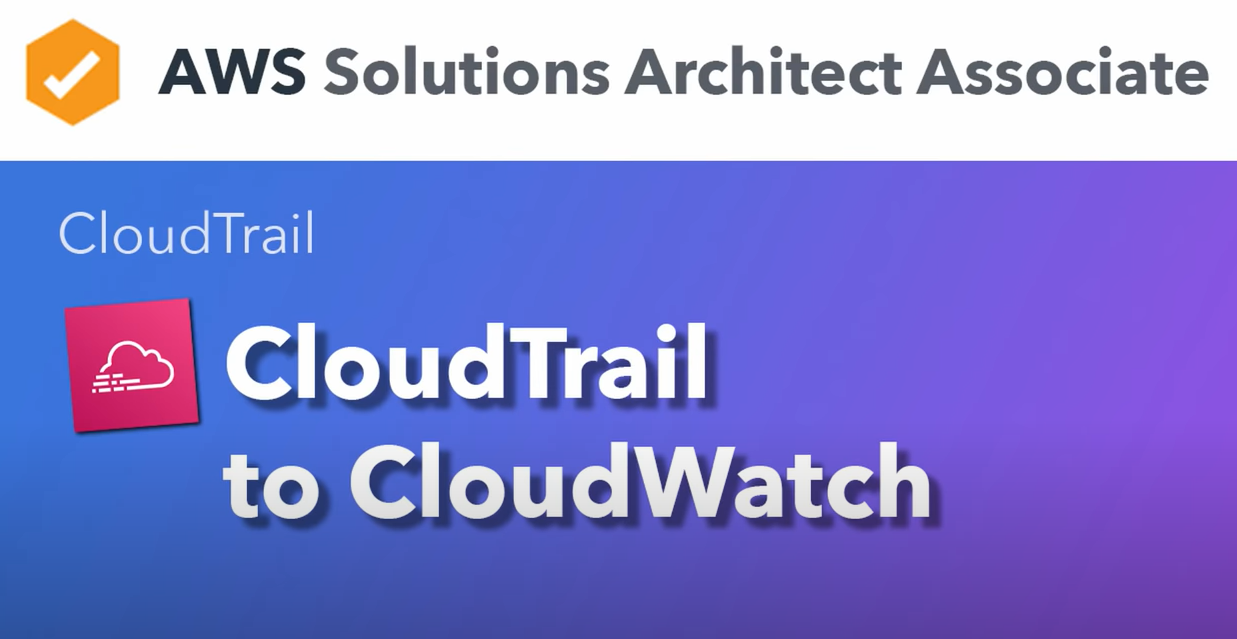 AWS Solutions Architect Associate
CloudTrail
CloudTrail
to CloudWatch